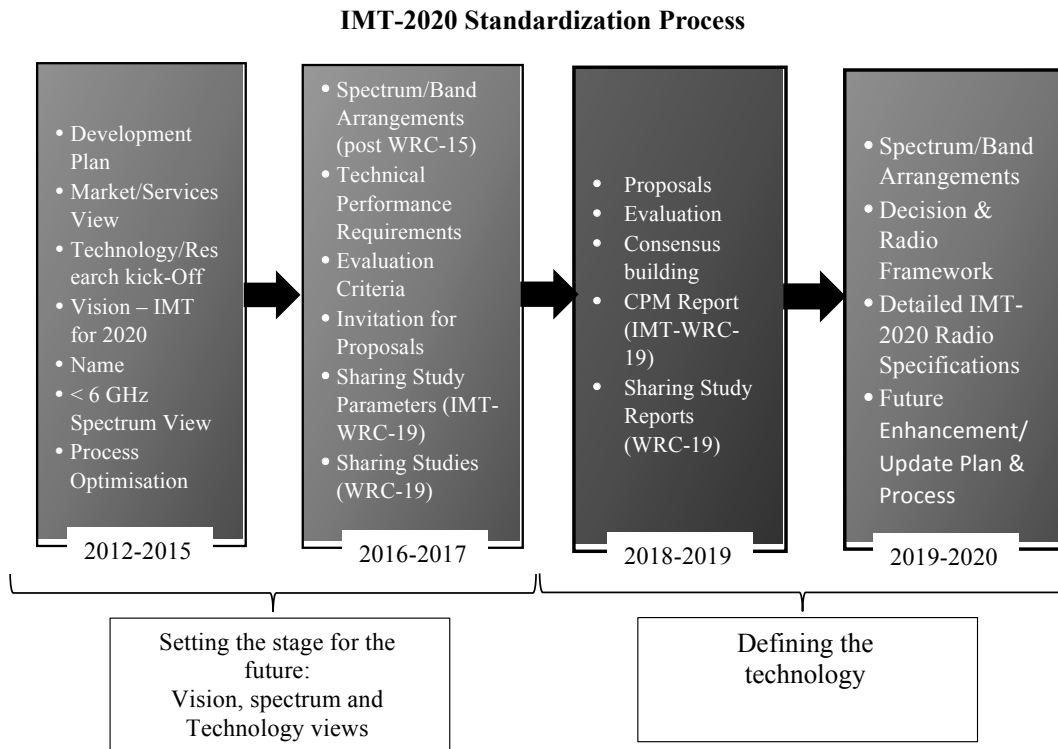 IMT-2020 Standardization Process
• Development
Plan
• Market/Services
View
• Technology/Res
earch kick-Off
• Vision – IMT
for 2020
• Name
• < 6 GHz
Spectrum View
• Process
Optimisation
2012-2015
• Spectrum/Band
Arrangements
(post WRC-15)
• Technical
Performance
Requirements
• Evaluation
Criteria
• Invitation for
Proposals
• Sharing Study
Parameters (IMT-
WRC-19)
• Sharing Studies
(WRC-19)
2016-2017
• Proposals
• Evaluation
• Consensus
building
• CPM Report
(IMT-WRC-
19)
• Sharing Study
Reports
(WRC-19)
2018-2019
• Spectrum/Band
Arrangements
• Decision &
Radio
Framework
• Detailed IMT-
2020 Radio
Specifications
• Future
Enhancement/
Update Plan &
Process
2019-2020
Setting the stage for the
future:
Vision, spectrum and
Technology views
Defining the
technology